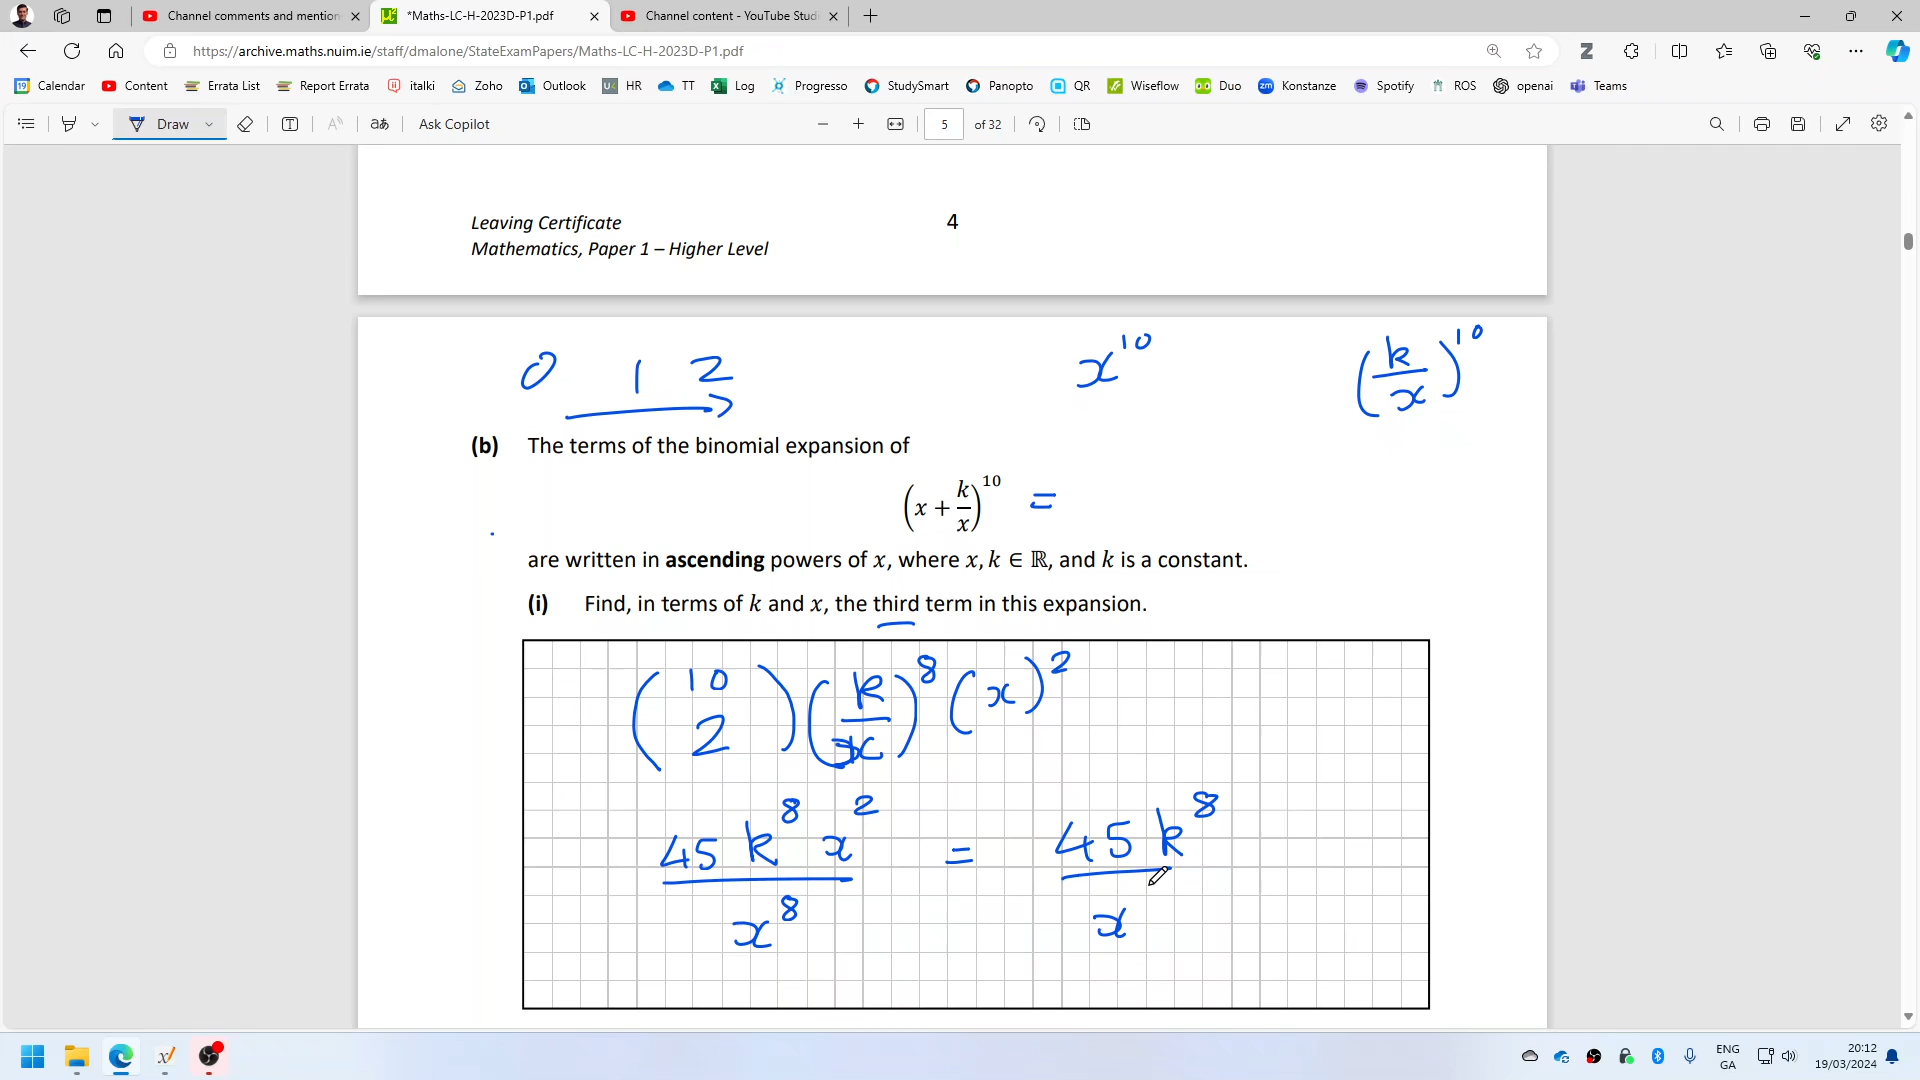 Channel comments and mention
*Maths-LC-H-2023D-P1.pdf
Channel content - YouTube Studi
https://archive.maths.nuim.ie/staff/dmalone/StateExamPapers/Maths-LC-H-2023D-P1.pdf
Calendar Content Errata List Report Errata italki Zoho Outlook HR TT Log Progresso StudySmart Panopto QR Wiseflow Duo Konstanze Spotify ROS openai Teams
Draw Ask Copilot 5 of 32
Leaving Certificate 4
Mathematics, Paper 1 – Higher Level
0 1 2 x^10 (k/x)^10
(b) The terms of the binomial expansion of
(x + k/x)^10 =
are written in ascending powers of x, where x, k ∈ ℝ, and k is a constant.
(i) Find, in terms of k and x, the third term in this expansion.
(10 2) (k/x)^8 (x)^2
45 k^8 x^2 / x^8 = 45 k^8 / x
ENG
GA
20:12
19/03/2024